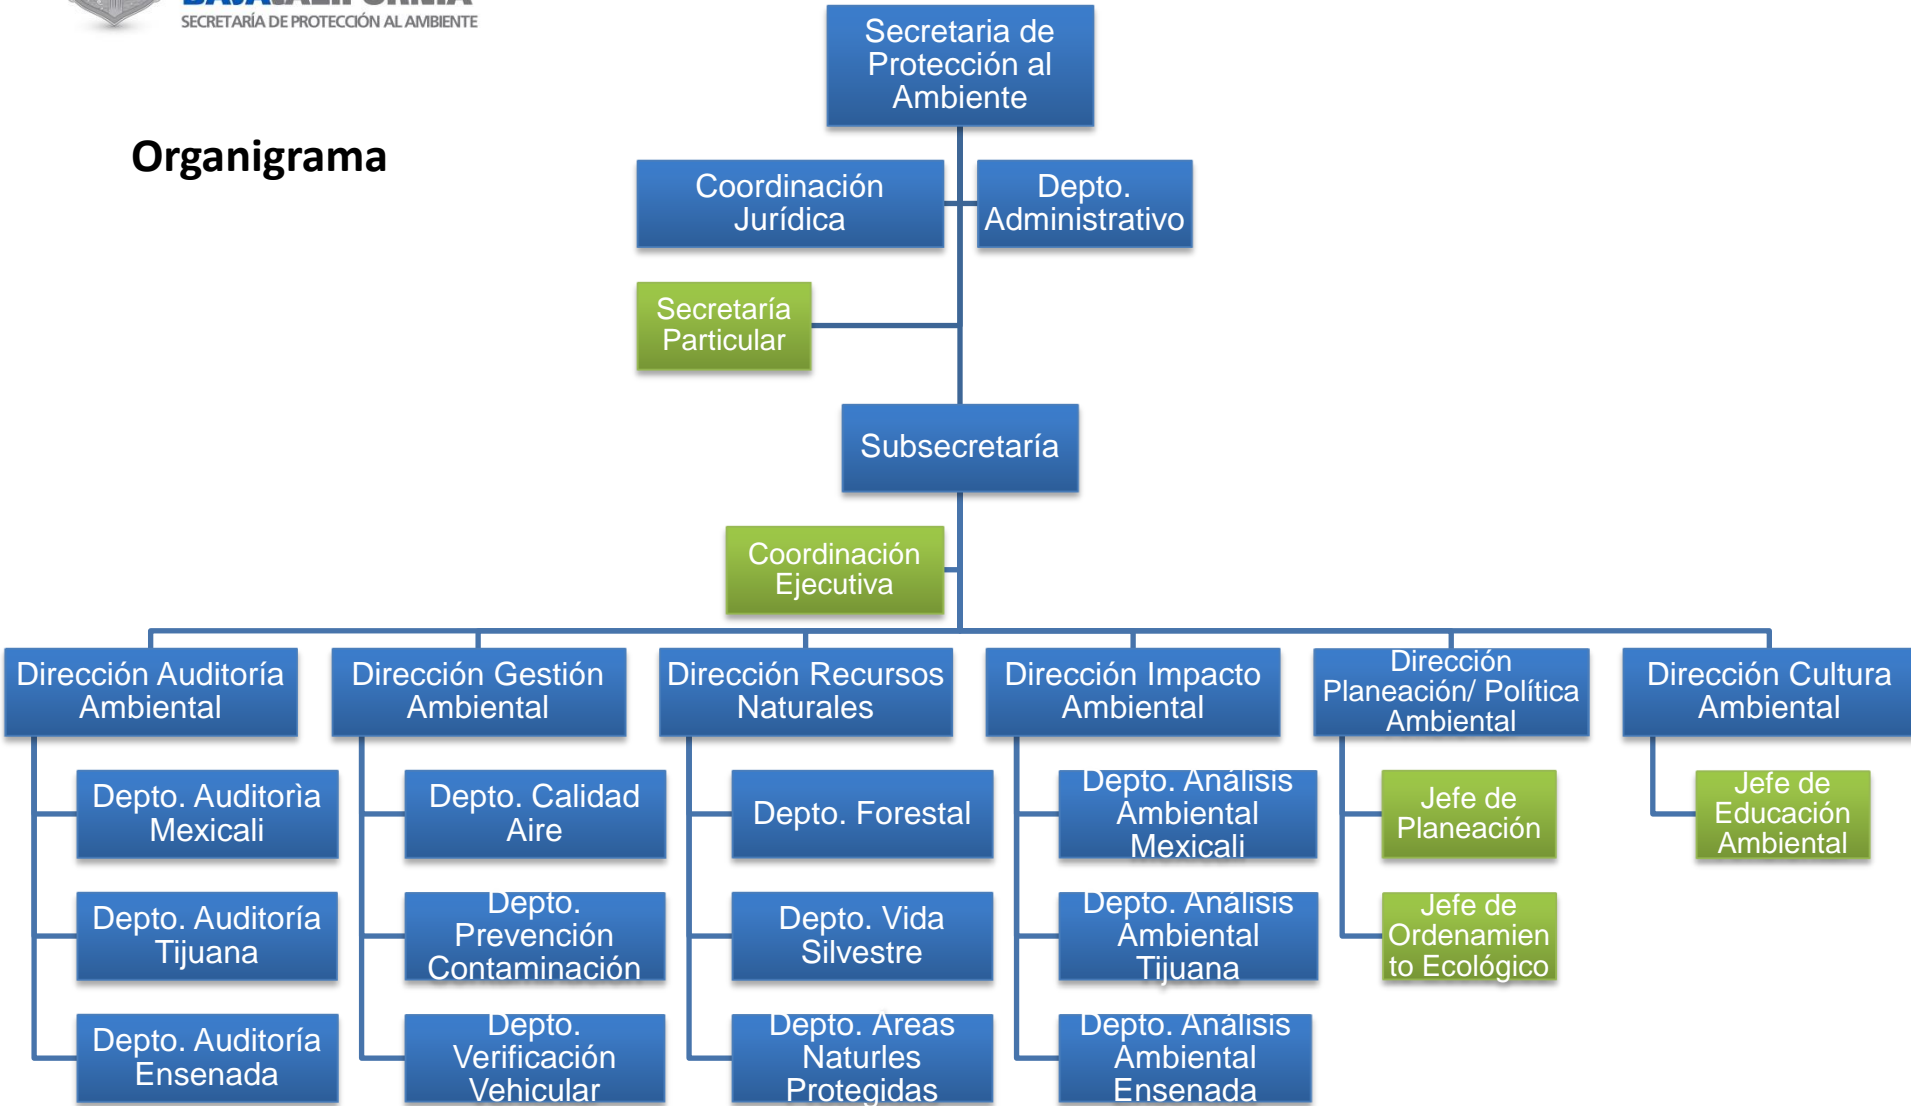 BAJACALIFORNIA
SECRETARÍA DE PROTECCIÓN AL AMBIENTE
Organigrama
Secretaria de
Protección al
Ambiente
Coordinación
Jurídica
Depto.
Administrativo
Secretaría
Particular
Subsecretaría
Coordinación
Ejecutiva
Dirección Auditoría
Ambiental
Dirección Gestión
Ambiental
Dirección Recursos
Naturales
Dirección Impacto
Ambiental
Dirección
Planeación/ Política
Ambiental
Dirección Cultura
Ambiental
Depto. Auditorìa
Mexicali
Depto. Calidad
Aire
Depto. Forestal
Depto. Análisis
Ambiental
Mexicali
Jefe de
Planeación
Jefe de
Educación
Ambiental
Depto. Auditoría
Tijuana
Depto.
Prevención
Contaminación
Depto. Vida
Silvestre
Depto. Análisis
Ambiental
Tijuana
Jefe de
Ordenamien
to Ecológico
Depto. Auditoría
Ensenada
Depto.
Verificación
Vehicular
Depto. Areas
Naturles
Protegidas
Depto. Análisis
Ambiental
Ensenada